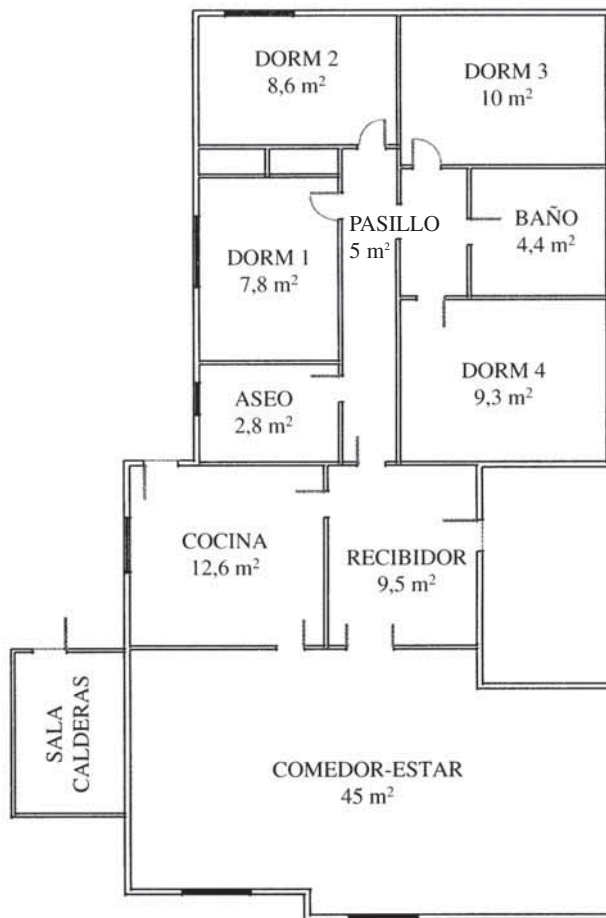 DORM 2
8,6 m²
DORM 3
10 m²
PASILLO
5 m²
BAÑO
4,4 m²
DORM 1
7,8 m²
DORM 4
9,3 m²
ASEO
2,8 m²
COCINA
12,6 m²
RECIBIDOR
9,5 m²
SALA
CALDERAS
COMEDOR-ESTAR
45 m²